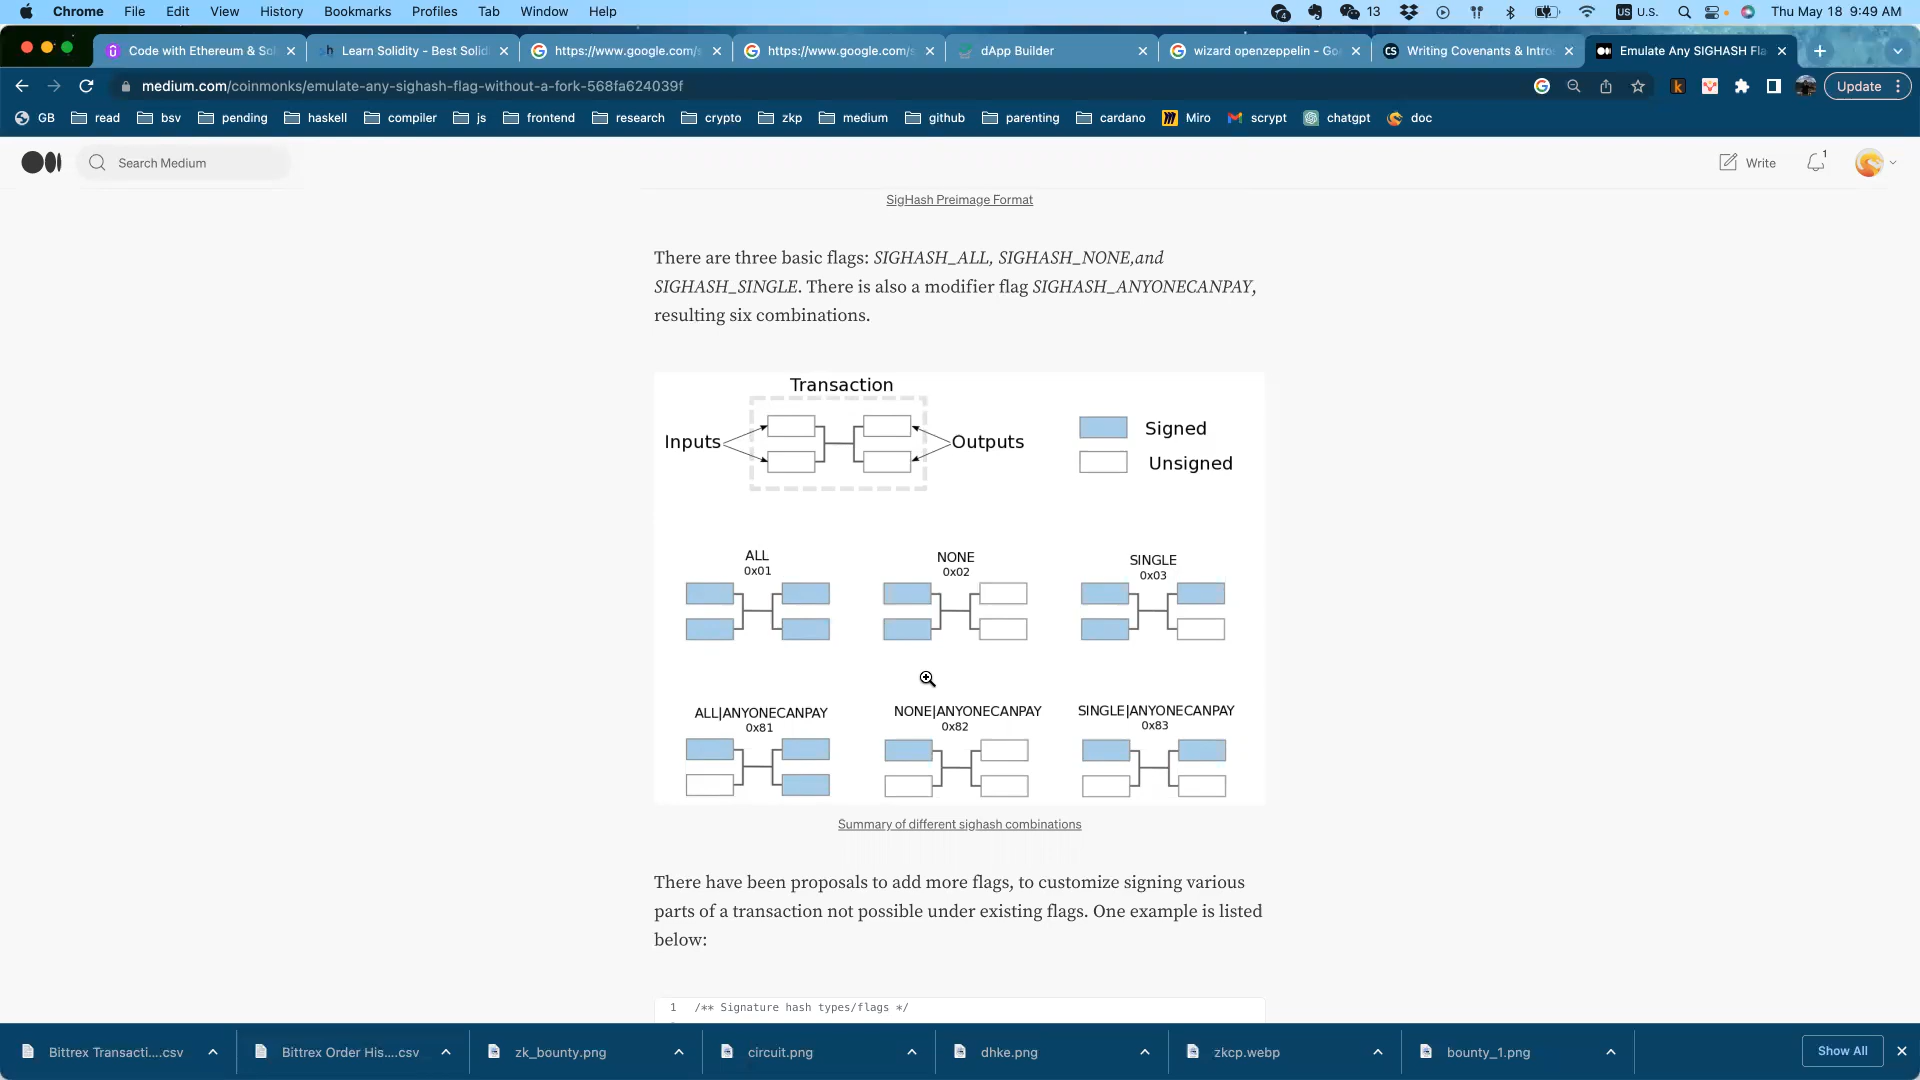 Chrome File Edit View History Bookmarks Profiles Tab Window Help 4 13 US U.S. Thu May 18 9:49 AM
Code with Ethereum & Sol Learn Solidity - Best Solidi https://www.google.com/s https://www.google.com/s dApp Builder wizard openzeppelin - Go CS Writing Covenants & Intro Emulate Any SIGHASH Fla
medium.com/coinmonks/emulate-any-sighash-flag-without-a-fork-568fa624039f Update
GB read bsv pending haskell compiler js frontend research crypto zkp medium github parenting cardano Miro scrypt chatgpt doc
Search Medium Write 1
SigHash Preimage Format
There are three basic flags: SIGHASH_ALL, SIGHASH_NONE,and
SIGHASH_SINGLE. There is also a modifier flag SIGHASH_ANYONECANPAY,
resulting six combinations.
Transaction
Inputs Outputs
Signed
Unsigned
ALL NONE SINGLE
0x01 0x02 0x03
ALL|ANYONECANPAY NONE|ANYONECANPAY SINGLE|ANYONECANPAY
0x81 0x82 0x83
Summary of different sighash combinations
There have been proposals to add more flags, to customize signing various
parts of a transaction not possible under existing flags. One example is listed
below:
1 /** Signature hash types/flags */
Bittrex Transacti....csv Bittrex Order His....csv zk_bounty.png circuit.png dhke.png zkcp.webp bounty_1.png Show All